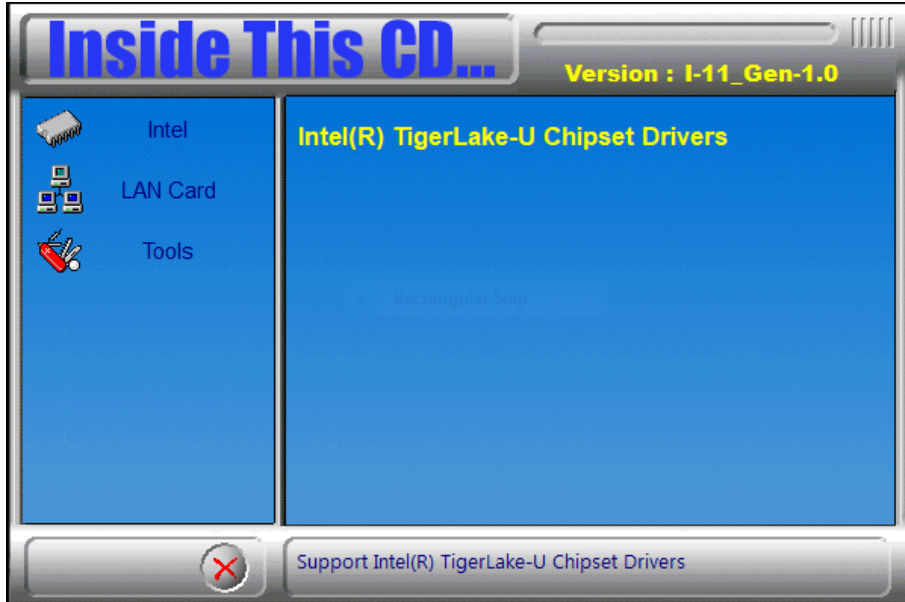 Inside This CD...
Version : I-11_Gen-1.0
Intel
LAN Card
Tools
Intel(R) TigerLake-U Chipset Drivers
Rectangular Snip
Support Intel(R) TigerLake-U Chipset Drivers